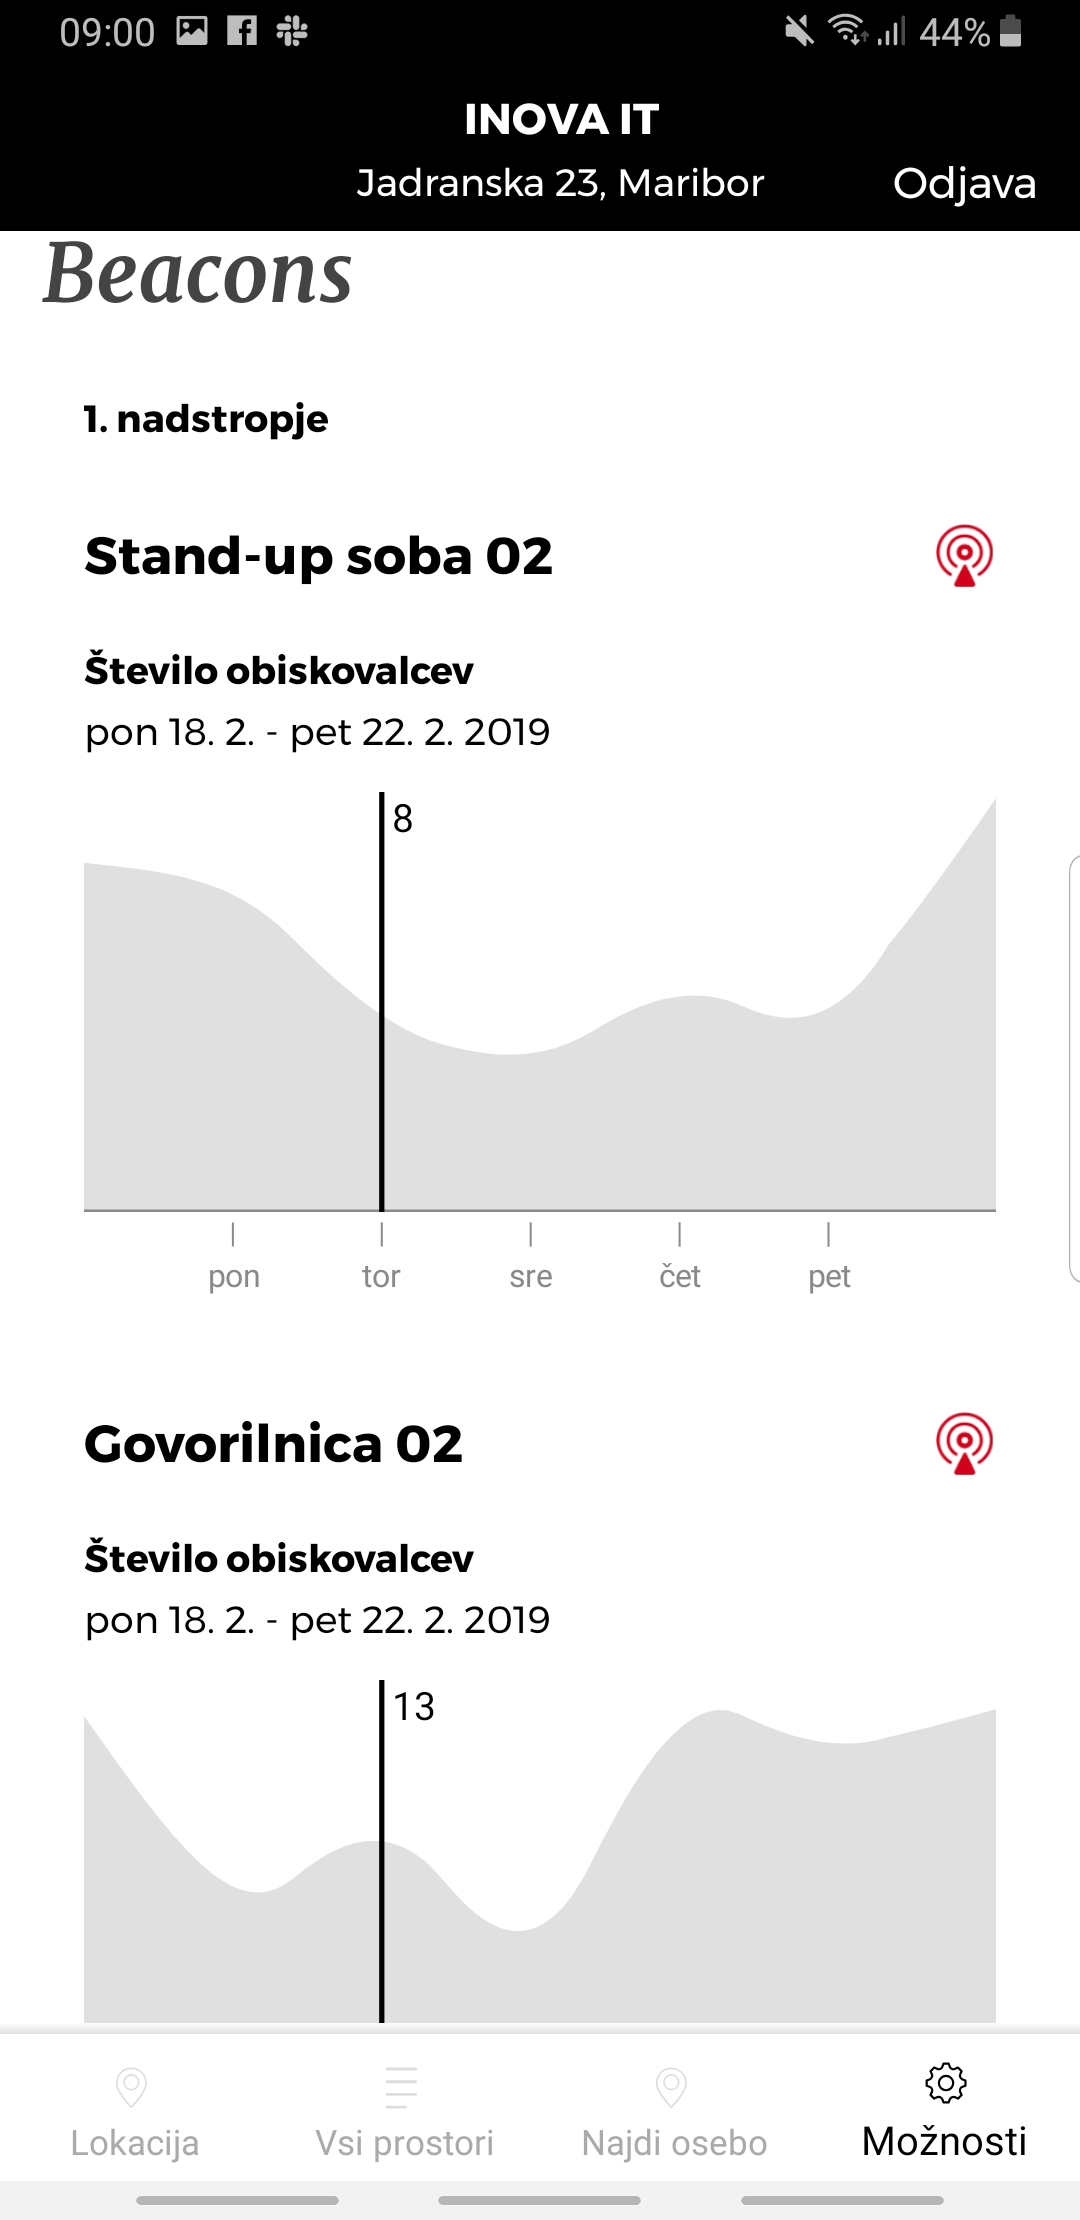 09:00 44%
INOVA IT
Jadranska 23, Maribor Odjava
Beacons
1. nadstropje
Stand-up soba 02
Število obiskovalcev
pon 18. 2. - pet 22. 2. 2019
8
pon tor sre čet pet
Govorilnica 02
Število obiskovalcev
pon 18. 2. - pet 22. 2. 2019
13
Lokacija Vsi prostori Najdi osebo Možnosti